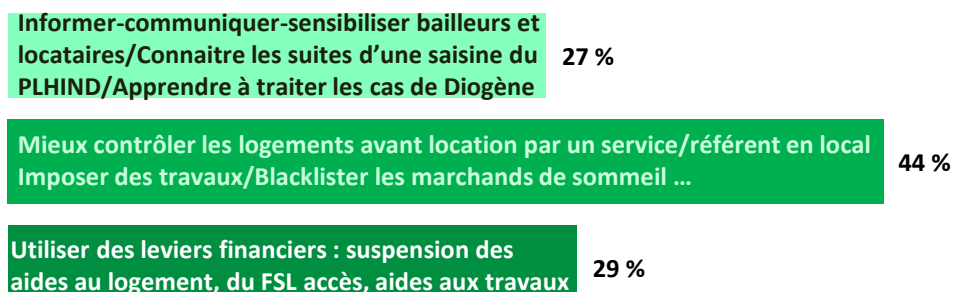 Informer-communiquer-sensibiliser bailleurs et
locataires/Connaitre les suites d’une saisine du
PLHIND/Apprendre à traiter les cas de Diogène
27 %
Mieux contrôler les logements avant location par un service/référent en local
Imposer des travaux/Blacklister les marchands de sommeil ...
44 %
Utiliser des leviers financiers : suspension des
aides au logement, du FSL accès, aides aux travaux
29 %